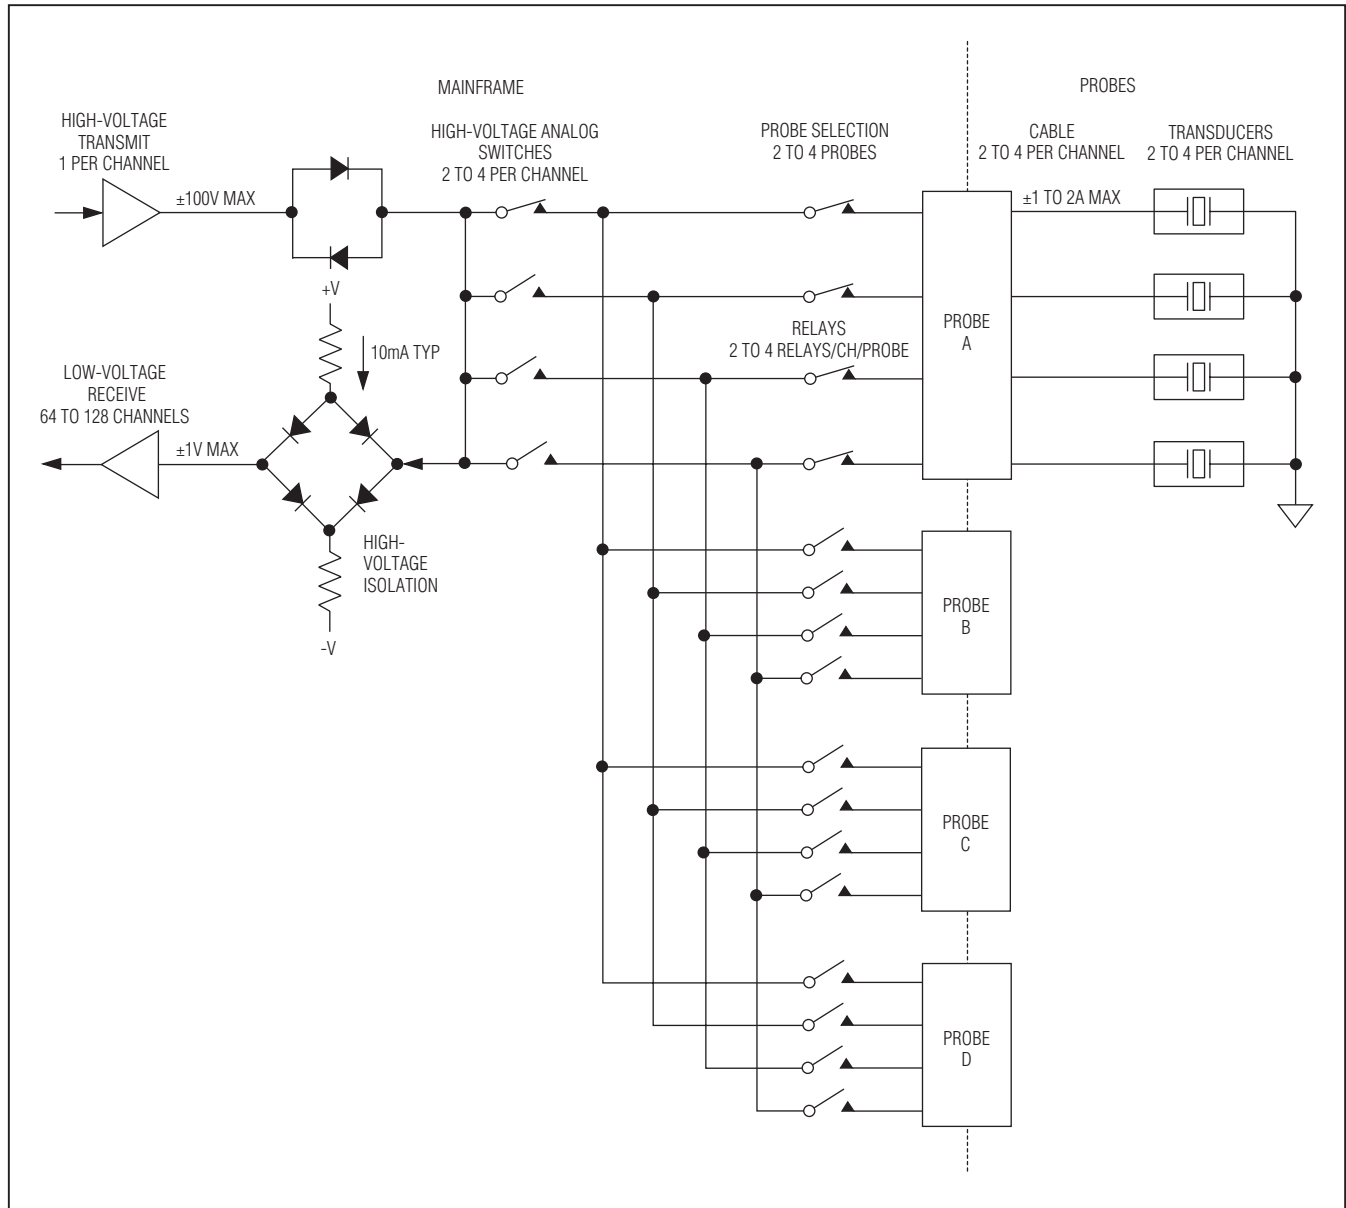 MAINFRAME
PROBES
HIGH-VOLTAGE
TRANSMIT
1 PER CHANNEL
HIGH-VOLTAGE ANALOG
SWITCHES
2 TO 4 PER CHANNEL
PROBE SELECTION
2 TO 4 PROBES
CABLE
2 TO 4 PER CHANNEL
TRANSDUCERS
2 TO 4 PER CHANNEL
±100V MAX
±1 TO 2A MAX
+V
10mA TYP
RELAYS
2 TO 4 RELAYS/CH/PROBE
PROBE
A
LOW-VOLTAGE
RECEIVE
64 TO 128 CHANNELS
±1V MAX
HIGH-
VOLTAGE
ISOLATION
-V
PROBE
B
PROBE
C
PROBE
D